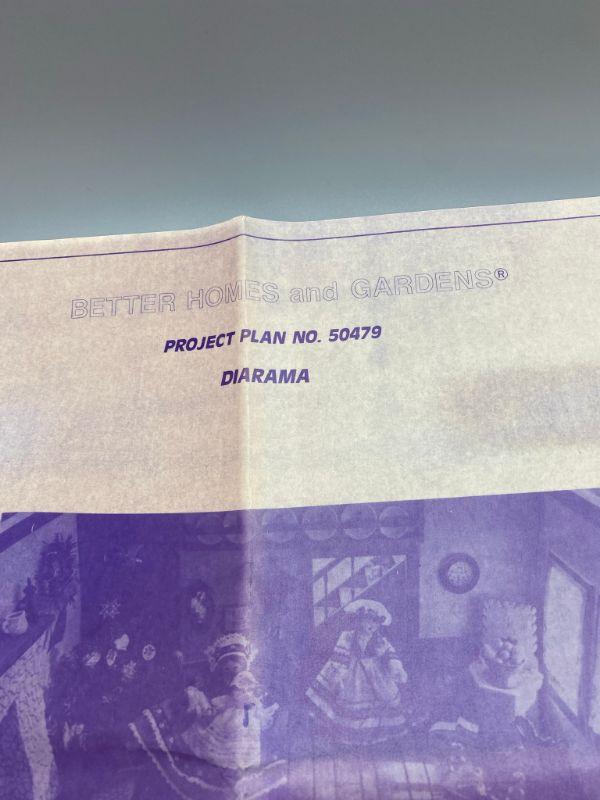 BETTER HOMES and GARDENS®
PROJECT PLAN NO. 50479
DIARAMA